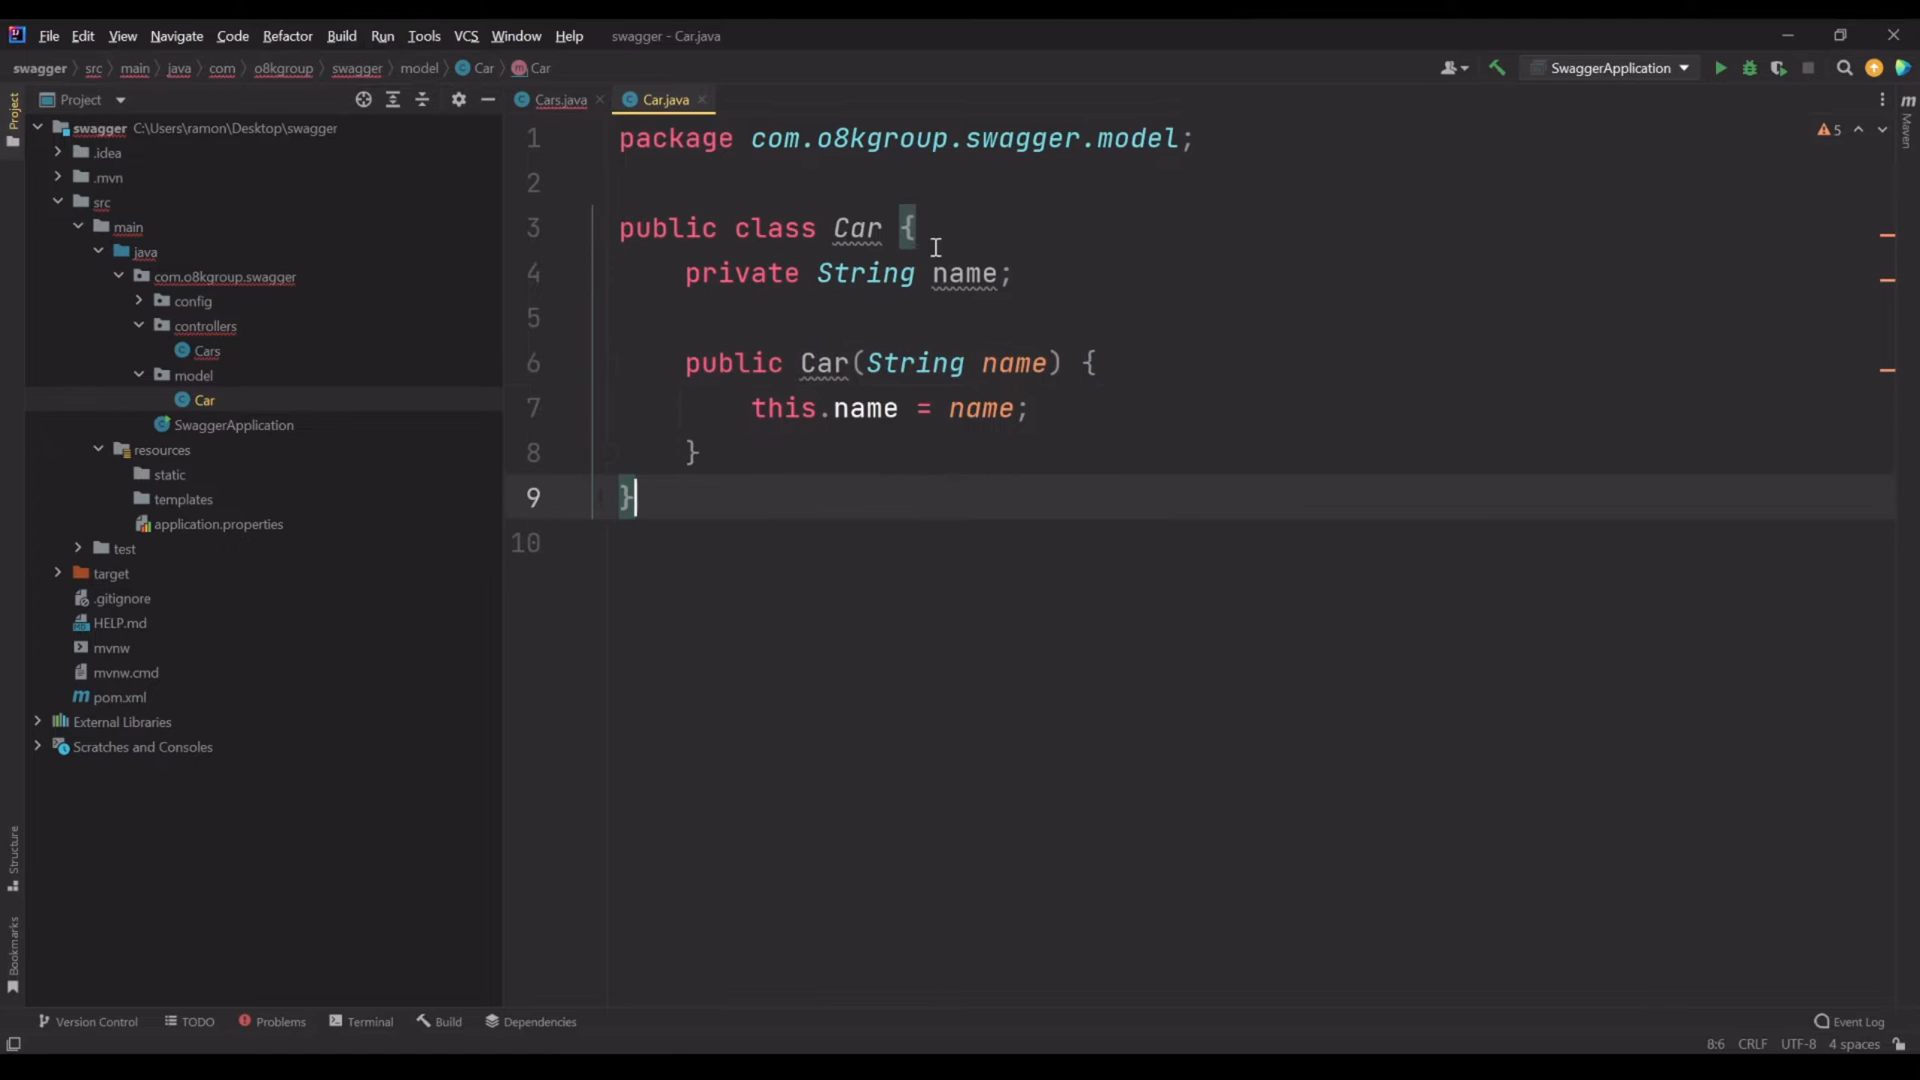 File Edit View Navigate Code Refactor Build Run Tools VCS Window Help swagger - Car.java
swagger src main java com o8kgroup swagger model Car Car SwaggerApplication
Project Cars.java Car.java
swagger C:\Users\ramon\Desktop\swagger
.idea
.mvn
src
main
java
com.o8kgroup.swagger
config
controllers
Cars
model
Car
SwaggerApplication
resources
static
templates
application.properties
test
target
.gitignore
HELP.md
mvnw
mvnw.cmd
pom.xml
External Libraries
Scratches and Consoles
1 package com.o8kgroup.swagger.model;
2
3 public class Car {
4 private String name;
5
6 public Car(String name) {
7 this.name = name;
8 }
9 }
10
5
Project
Structure
Bookmarks
m
Maven
Version Control TODO Problems Terminal Build Dependencies Event Log
8:6 CRLF UTF-8 4 spaces